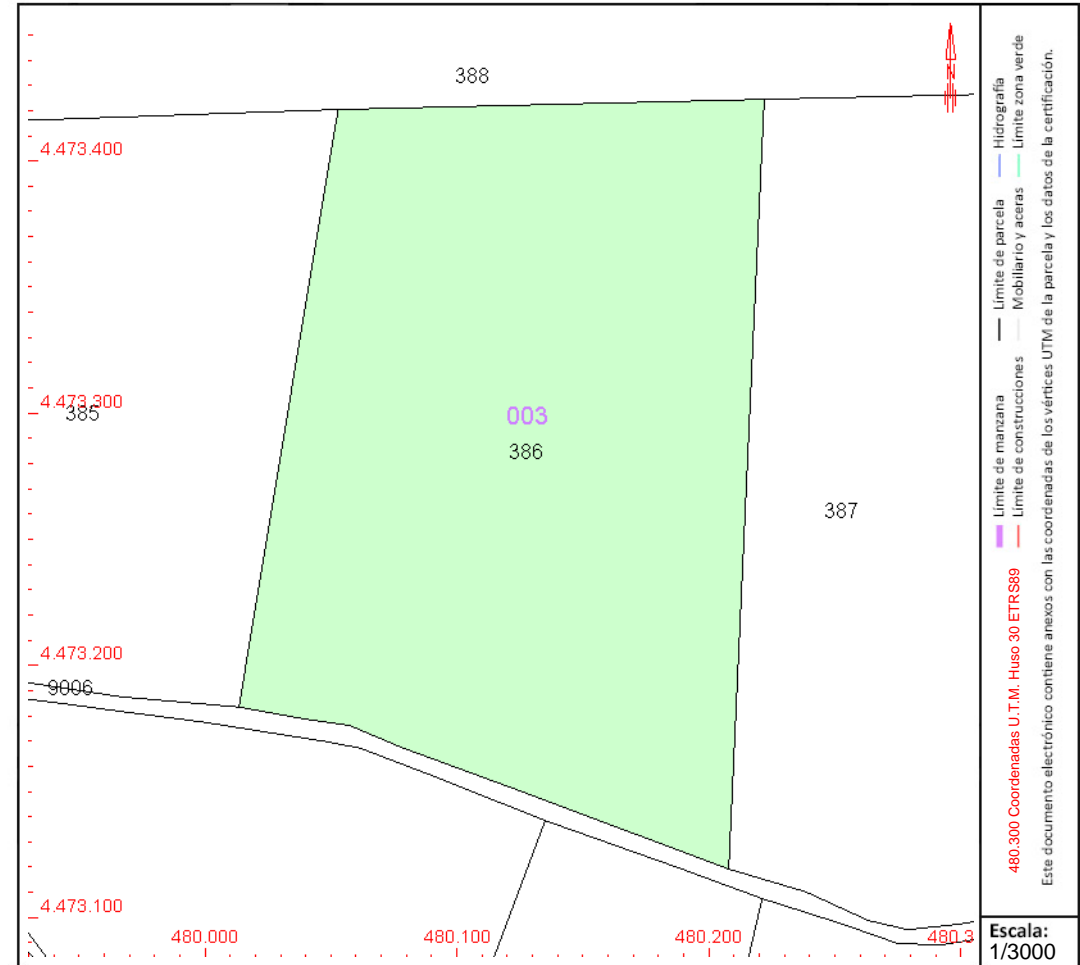 388
N
4.473.400
4.473.300
385
003
386
387
4.473.200
9006
4.473.100
480.000
480.100
480.200
480.3
Límite de manzana
Límite de parcela
Hidrografía
Límite de construcciones
Mobiliario y aceras
Límite zona verde
480.300 Coordenadas U.T.M. Huso 30 ETRS89
Este documento electrónico contiene anexos con las coordenadas de los vértices UTM de la parcela y los datos de la certificación.
Escala:
1/3000